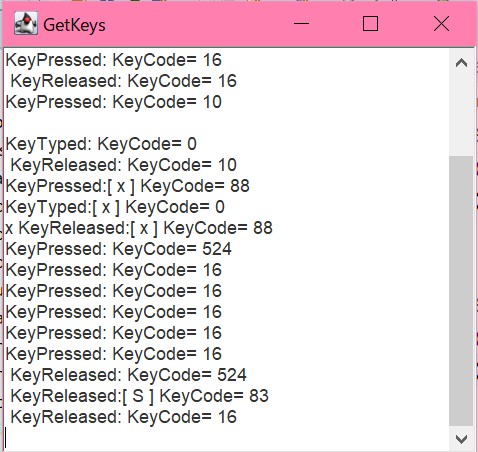 GetKeys
KeyPressed: KeyCode= 16
KeyReleased: KeyCode= 16
KeyPressed: KeyCode= 10
KeyTyped: KeyCode= 0
KeyReleased: KeyCode= 10
KeyPressed:[ x ] KeyCode= 88
KeyTyped:[ x ] KeyCode= 0
x KeyReleased:[ x ] KeyCode= 88
KeyPressed: KeyCode= 524
KeyPressed: KeyCode= 16
KeyPressed: KeyCode= 16
KeyPressed: KeyCode= 16
KeyPressed: KeyCode= 16
KeyPressed: KeyCode= 16
KeyReleased: KeyCode= 524
KeyReleased:[ S ] KeyCode= 83
KeyReleased: KeyCode= 16